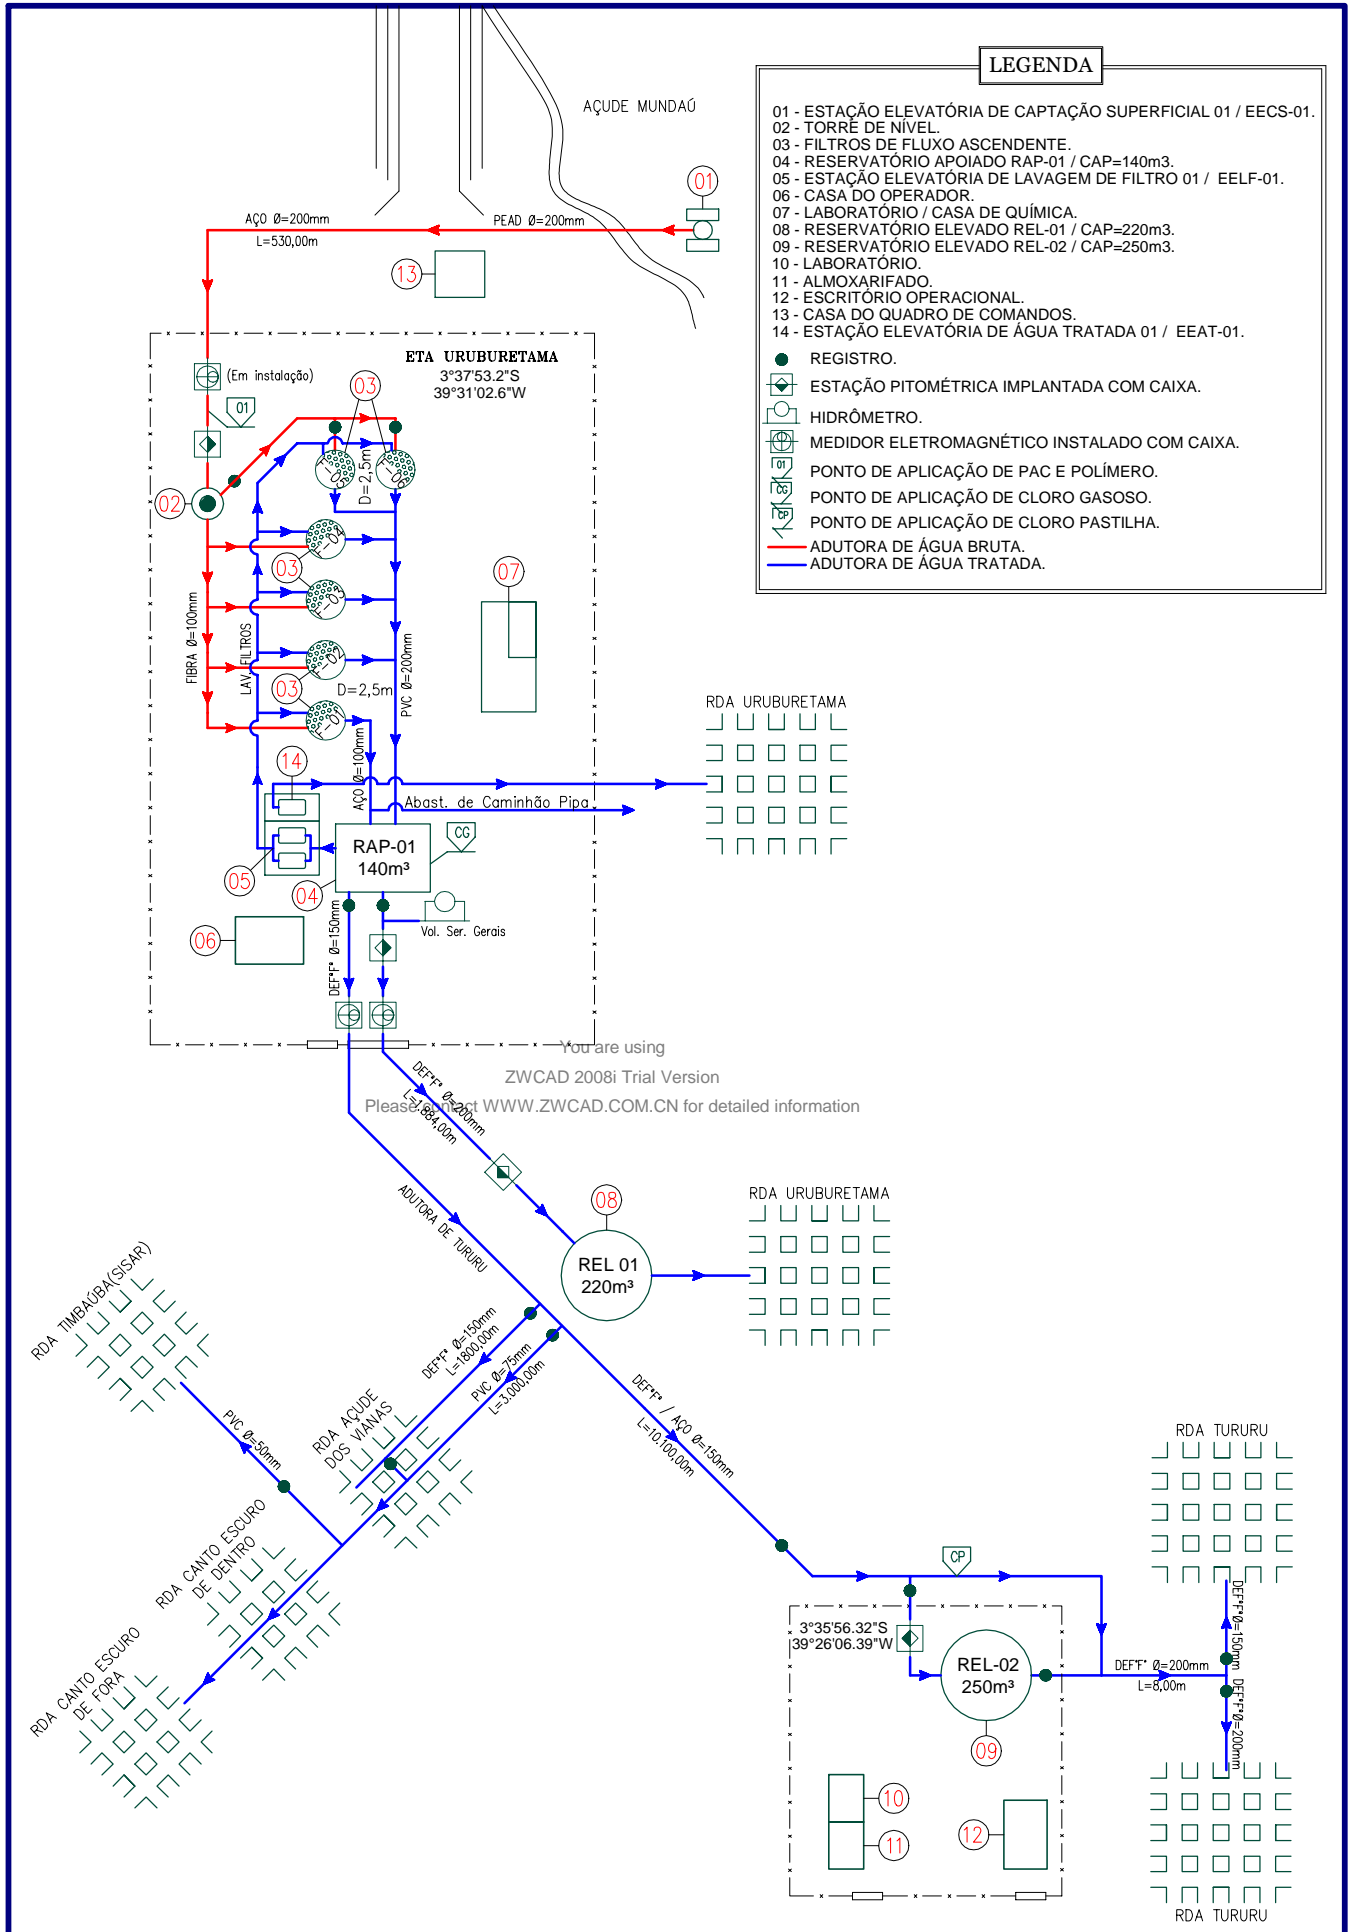 LEGENDA
01 - ESTAÇÃO ELEVATÓRIA DE CAPTAÇÃO SUPERFICIAL 01 / EECS-01.
02 - TORRE DE NÍVEL.
03 - FILTROS DE FLUXO ASCENDENTE.
04 - RESERVATÓRIO APOIADO RAP-01 / CAP=140m3.
05 - ESTAÇÃO ELEVATÓRIA DE LAVAGEM DE FILTRO 01 / EELF-01.
06 - CASA DO OPERADOR.
07 - LABORATÓRIO / CASA DE QUÍMICA.
08 - RESERVATÓRIO ELEVADO REL-01 / CAP=220m3.
09 - RESERVATÓRIO ELEVADO REL-02 / CAP=250m3.
10 - LABORATÓRIO.
11 - ALMOXARIFADO.
12 - ESCRITÓRIO OPERACIONAL.
13 - CASA DO QUADRO DE COMANDOS.
14 - ESTAÇÃO ELEVATÓRIA DE ÁGUA TRATADA 01 / EEAT-01.
REGISTRO.
ESTAÇÃO PITOMÉTRICA IMPLANTADA COM CAIXA.
HIDRÔMETRO.
MEDIDOR ELETROMAGNÉTICO INSTALADO COM CAIXA.
01 PONTO DE APLICAÇÃO DE PAC E POLÍMERO.
CG PONTO DE APLICAÇÃO DE CLORO GASOSO.
CP PONTO DE APLICAÇÃO DE CLORO PASTILHA.
ADUTORA DE ÁGUA BRUTA.
ADUTORA DE ÁGUA TRATADA.
AÇUDE MUNDAÚ
01
AÇO Ø=200mm
L=530,00m
PEAD Ø=200mm
13
ETA URUBURETAMA
3°37'53.2"S
39°31'02.6"W
(Em instalação)
01
03
02
F-05
F-06
D=2,5m
F-04
03
F-03
F-02
03
D=2,5m
F-01
FIBRA Ø=100mm
LAV. FILTROS
PVC Ø=200mm
AÇO Ø=100mm
07
14
Abast. de Caminhão Pipa
RDA URUBURETAMA
RAP-01
140m³
CG
05
04
06
Vol. Ser. Gerais
DEF°F° Ø=150mm
You are using
ZWCAD 2008i Trial Version
Please contact WWW.ZWCAD.COM.CN for detailed information
DEF°F° Ø=200mm
L=1.884,00m
ADUTORA DE TURURU
08
REL 01
220m³
RDA URUBURETAMA
RDA TIMBAÚBA(SISAR)
PVC Ø=50mm
DEF°F° Ø=150mm
L=1800,00m
PVC Ø=75mm
L=3.000,00m
RDA AÇUDE
DOS VIANAS
RDA CANTO ESCURO
DE DENTRO
RDA CANTO ESCURO
DE FORA
DEF°F° / AÇO Ø=150mm
L=10.100,00m
CP
3°35'56.32"S
39°26'06.39"W
REL-02
250m³
09
10
11
12
DEF°F° Ø=200mm
L=8,00m
RDA TURURU
DEF°F°Ø=150mm
DEF°F°Ø=200mm
RDA TURURU